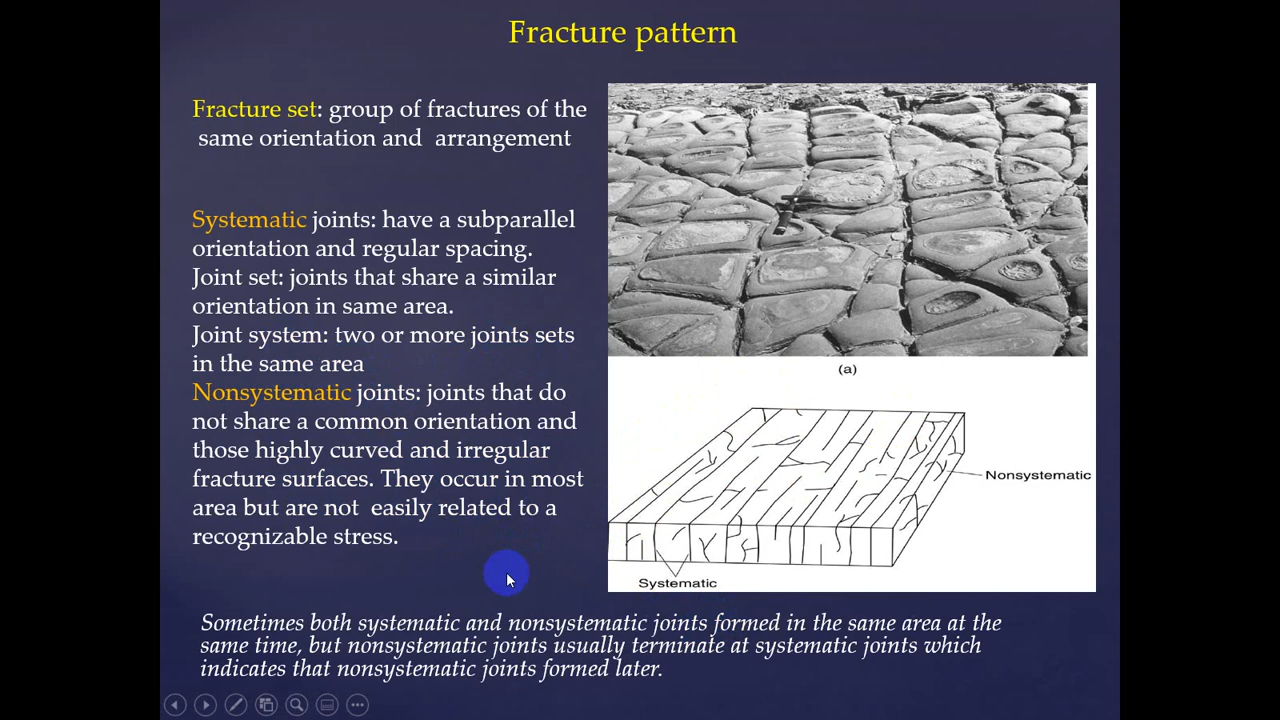 Fracture pattern
Fracture set: group of fractures of the
same orientation and arrangement
Systematic joints: have a subparallel
orientation and regular spacing.
Joint set: joints that share a similar
orientation in same area.
Joint system: two or more joints sets
in the same area
Nonsystematic joints: joints that do
not share a common orientation and
those highly curved and irregular
fracture surfaces. They occur in most
area but are not easily related to a
recognizable stress.
(a)
Nonsystematic
Systematic
Sometimes both systematic and nonsystematic joints formed in the same area at the
same time, but nonsystematic joints usually terminate at systematic joints which
indicates that nonsystematic joints formed later.